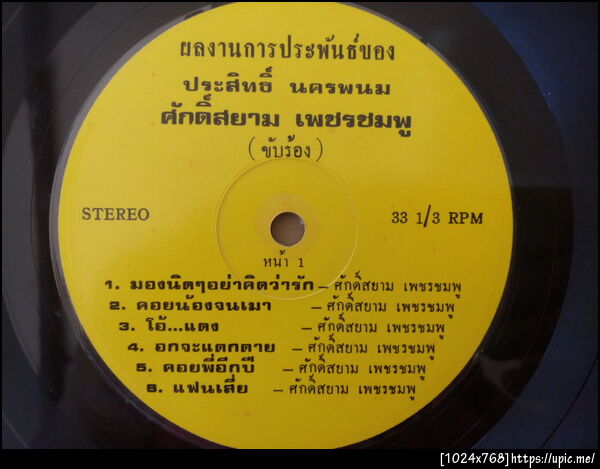 ผลงานการประพันธ์ของ
ประสิทธิ์ นครพนม
ศักดิ์สยาม เพชรชมพู
(ขับร้อง)
STEREO
33 1/3 RPM
หน้า 1
1. มองนิดๆอย่าคิดว่ารัก – ศักดิ์สยาม เพชรชมพู
2. คอยน้องจนเมา – ศักดิ์สยาม เพชรชมพู
3. โอ้...แตง – ศักดิ์สยาม เพชรชมพู
4. อกจะแตกตาย – ศักดิ์สยาม เพชรชมพู
5. คอยพี่อีกปี – ศักดิ์สยาม เพชรชมพู
6. แฟนเสี่ย – ศักดิ์สยาม เพชรชมพู
[1024x768]https://upic.me/